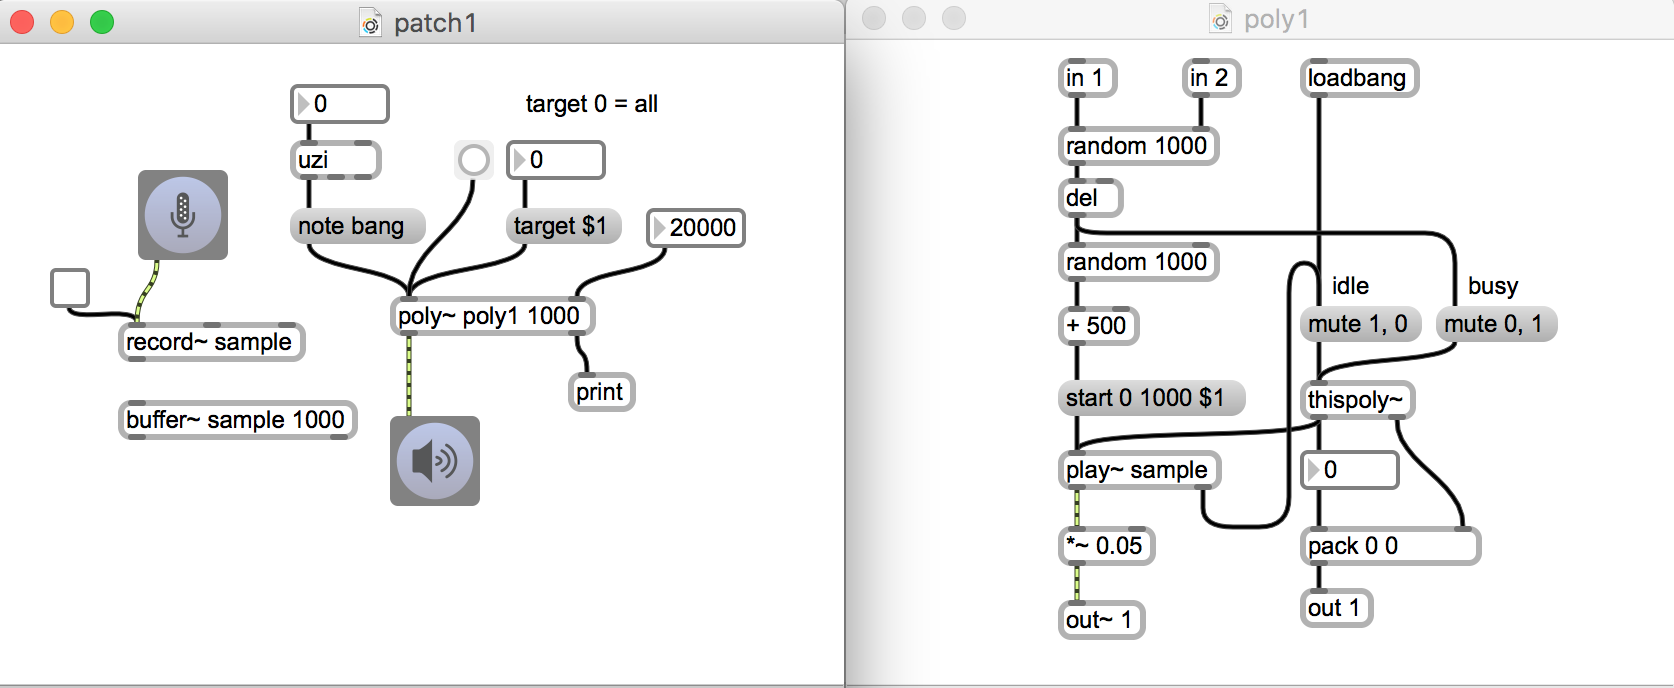 patch1
0
target 0 = all
uzi
0
note bang
target $1
20000
poly~ poly1 1000
record~ sample
print
buffer~ sample 1000
poly1
in 1
in 2
loadbang
random 1000
del
random 1000
idle
busy
+ 500
mute 1, 0
mute 0, 1
start 0 1000 $1
thispoly~
play~ sample
0
*~ 0.05
pack 0 0
out~ 1
out 1